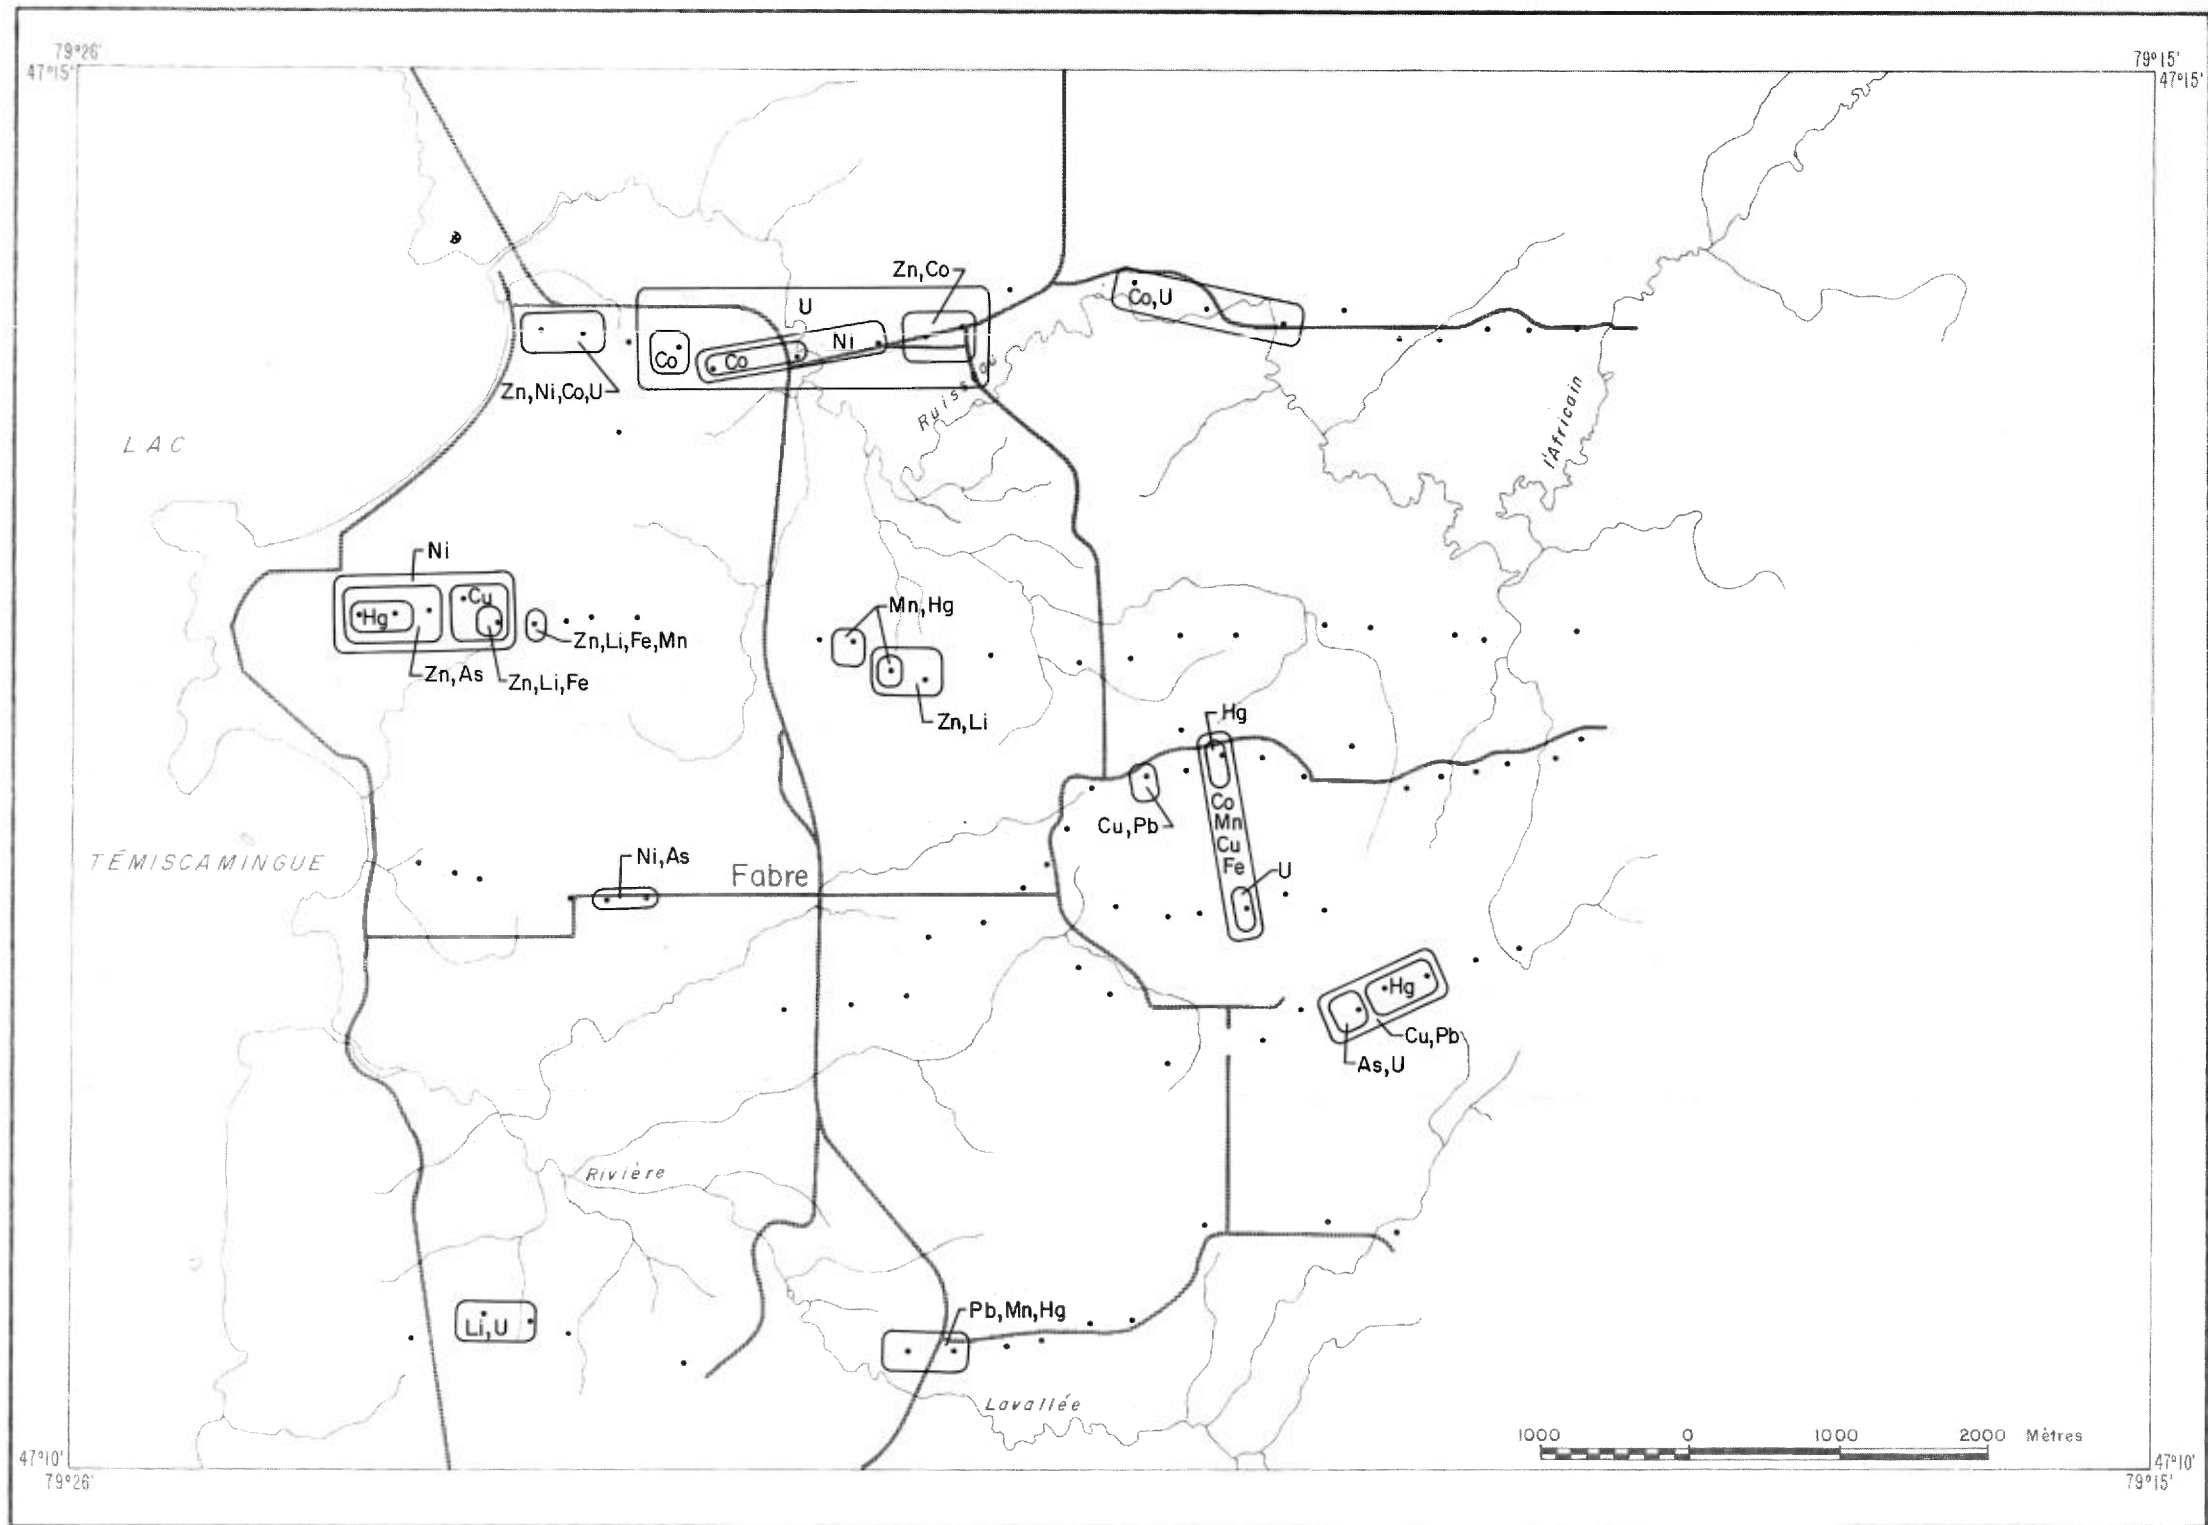 79°26'
79°15'
47°15'
47°15'
Zn,Co
Co,U
U
Ni
Co
Co
Zn,Ni,Co,U
Ruisseau
l'Africain
LAC
Ni
Cu
Hg
Mn,Hg
Zn,Li,Fe,Mn
Zn,As
Zn,Li,Fe
Zn,Li
Hg
Co
Mn
Cu
Fe
Cu,Pb
TÉMISCAMINGUE
Ni,As
Fabre
U
Hg
Cu,Pb
As,U
Rivière
Pb,Mn,Hg
Li,U
Lavallée
1000 0 1000 2000 Mètres
47°10'
47°10'
79°26'
79°15'